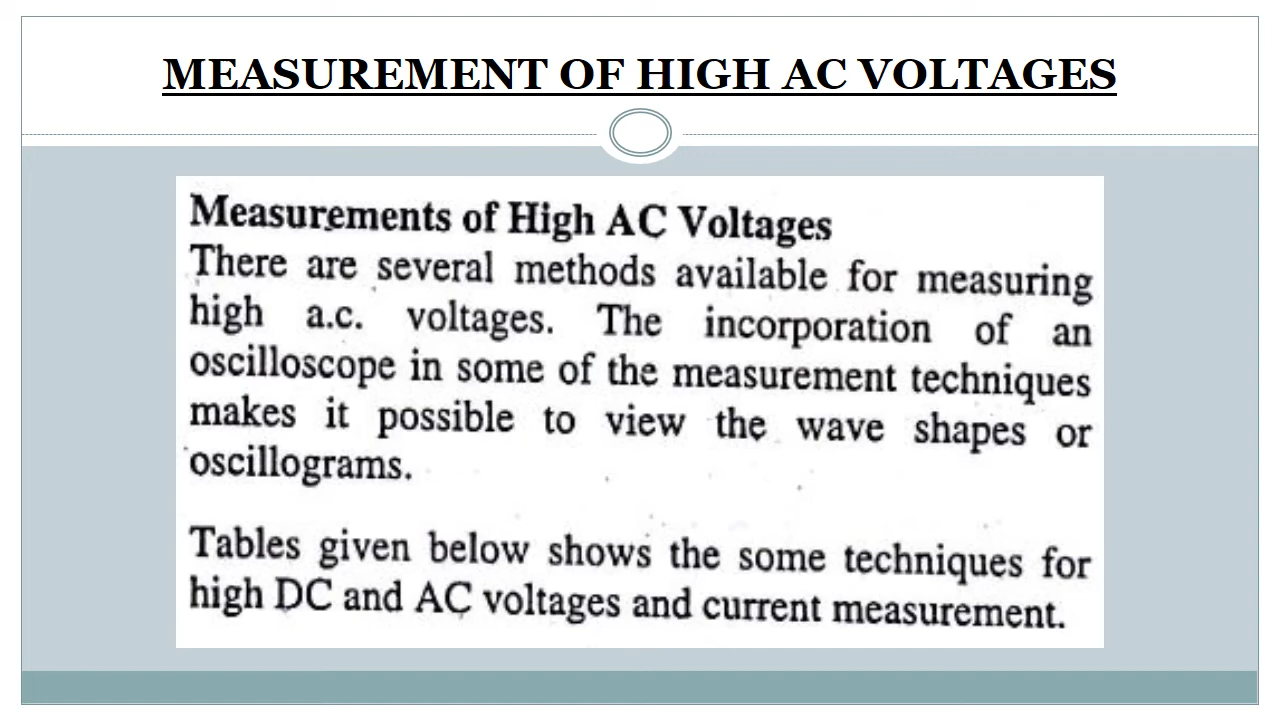 MEASUREMENT OF HIGH AC VOLTAGES
Measurements of High AC Voltages
There are several methods available for measuring
high a.c. voltages. The incorporation of an
oscilloscope in some of the measurement techniques
makes it possible to view the wave shapes or
oscillograms.
Tables given below shows the some techniques for
high DC and AC voltages and current measurement.